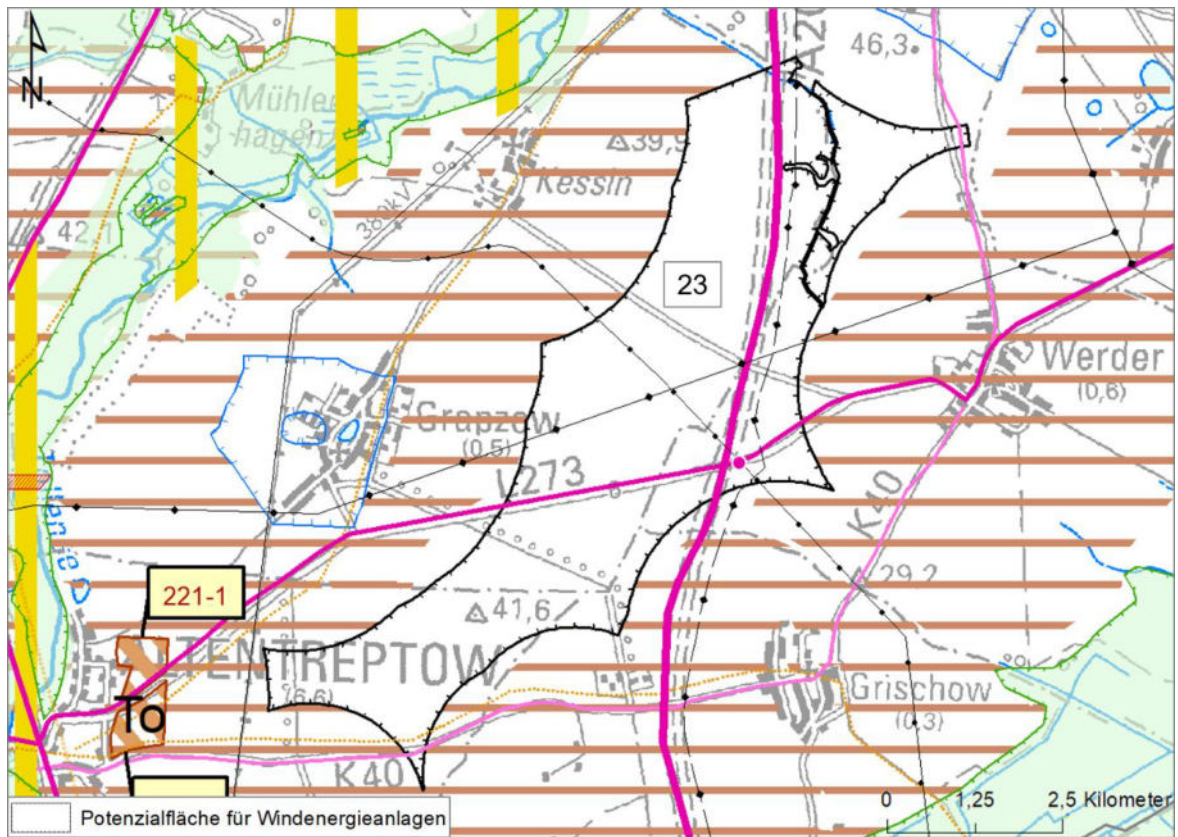 N
A20
46,3
Mühlen
hagen
39,9
Kessin
380kV
42,1
23
Werder
(0,6)
Grapzow
(0,5)
L273
K40
29,2
221-1
41,6
TENTREPTOW
(6,6)
To
Grischow
(0,3)
K40
0 1,25 2,5 Kilometer
Potenzialfläche für Windenergieanlagen